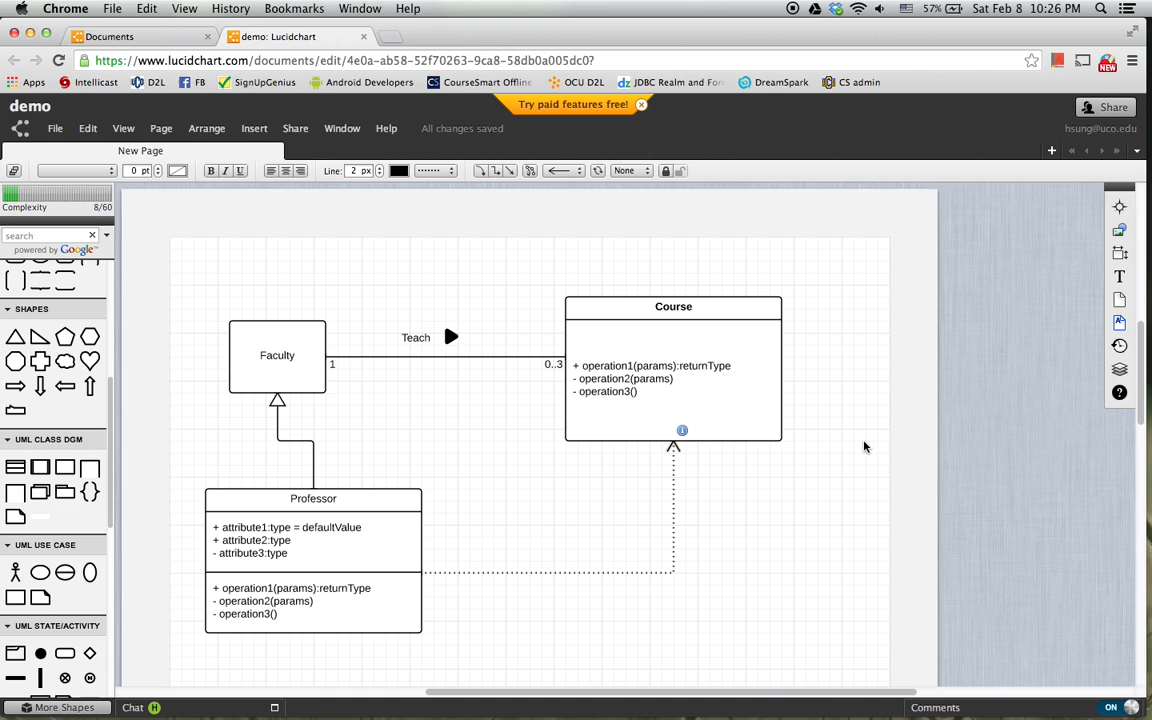 Chrome File Edit View History Bookmarks Window Help 57% Sat Feb 8 10:26 PM
Documents demo: Lucidchart
https://www.lucidchart.com/documents/edit/4e0a-ab58-52f70263-9ca8-58db0a005dc0?
Apps Intellicast D2L FB SignUpGenius Android Developers CourseSmart Offline OCU D2L JDBC Realm and For DreamSpark CS admin
NEW
demo
Try paid features free!
Share
File Edit View Page Arrange Insert Share Window Help All changes saved
hsung@uco.edu
New Page
0 pt B I U Line: 2 px None
Complexity 8/60
search
powered by Google™
SHAPES
UML CLASS DGM
UML USE CASE
UML STATE/ACTIVITY
Faculty
Teach
1
0..3
Course
+ operation1(params):returnType
- operation2(params)
- operation3()
Professor
+ attribute1:type = defaultValue
+ attribute2:type
- attribute3:type
+ operation1(params):returnType
- operation2(params)
- operation3()
T
More Shapes
Chat H
Comments
ON